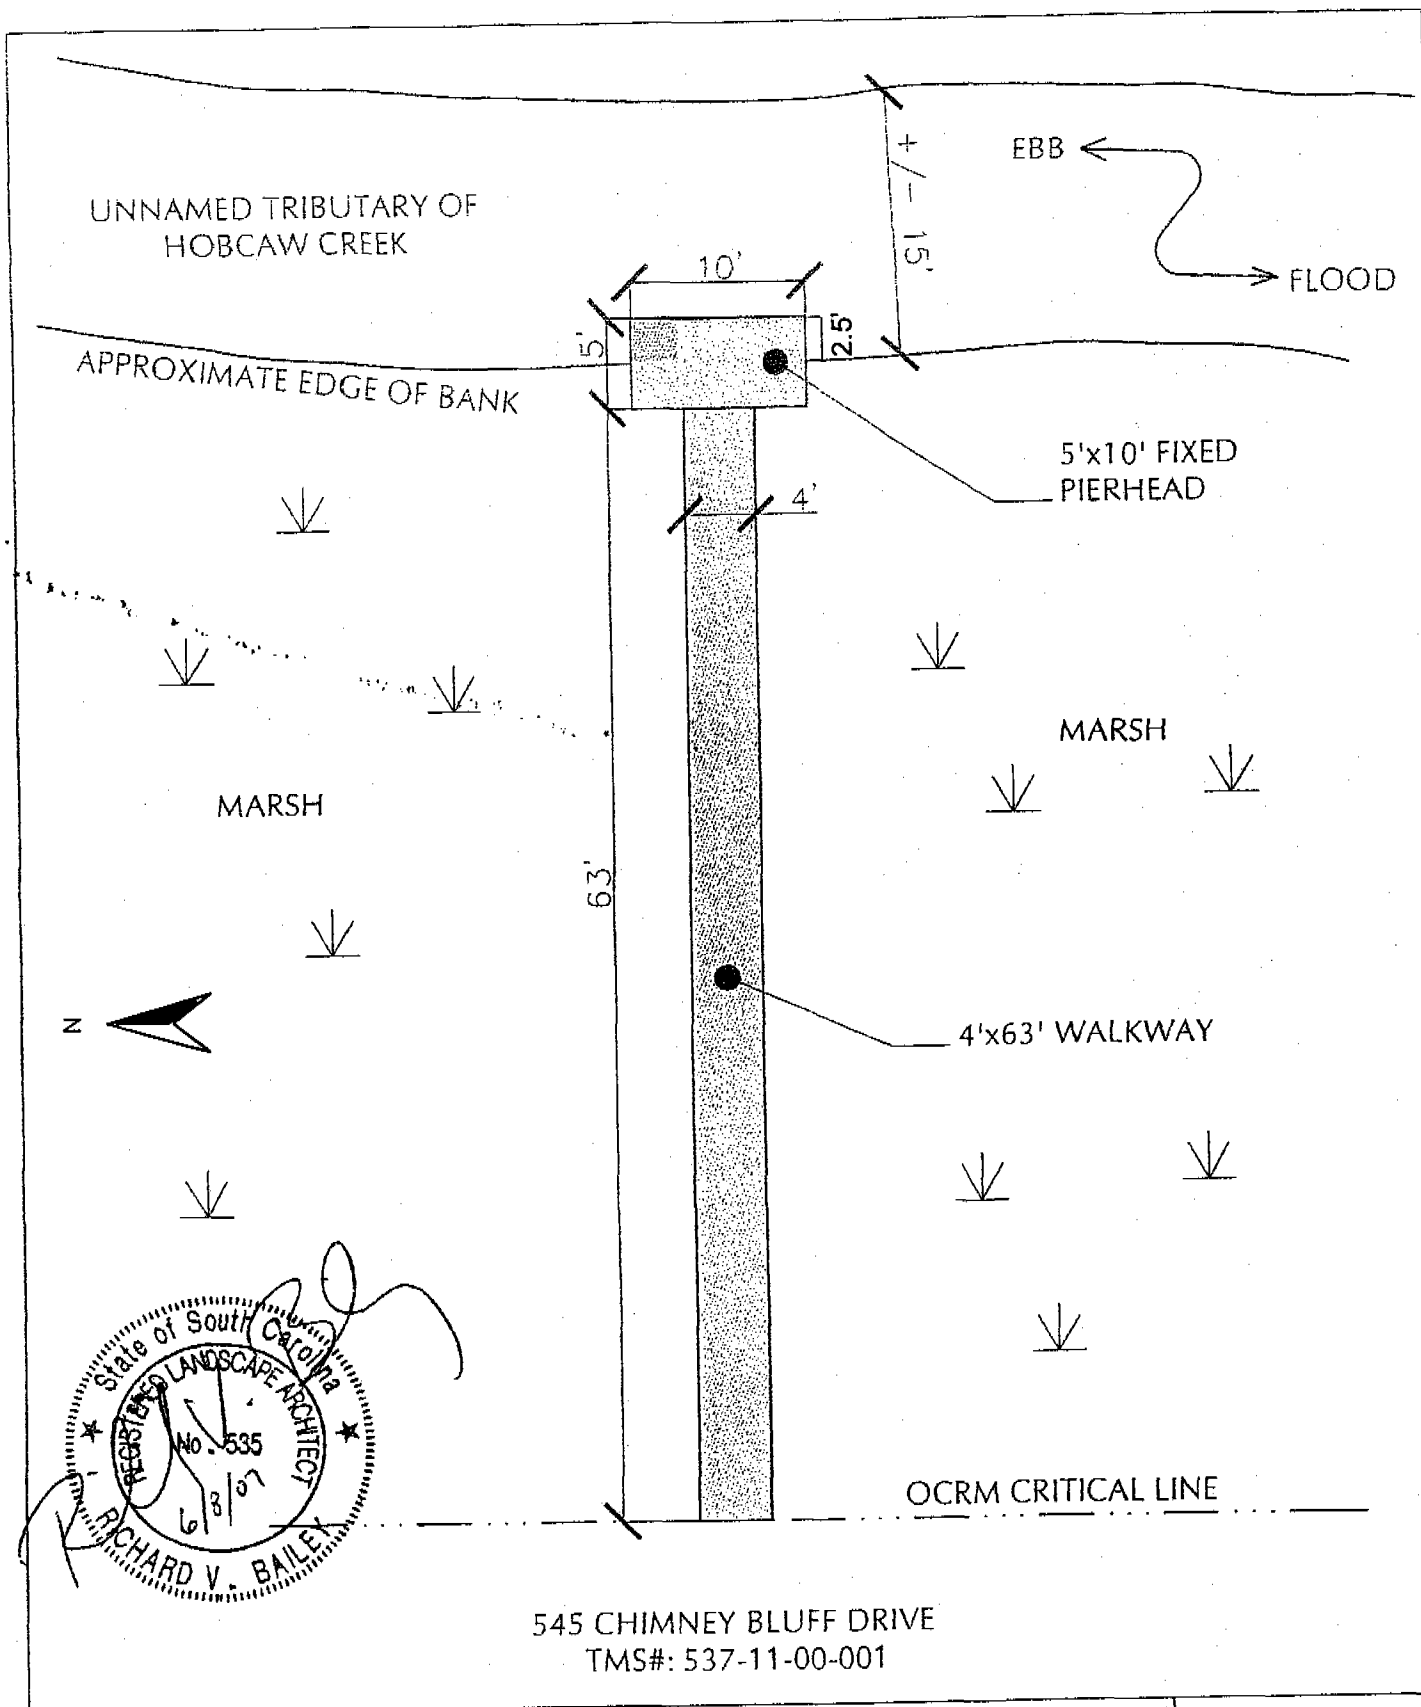 UNNAMED TRIBUTARY OF
HOBCAW CREEK
+/- 15'
EBB
FLOOD
10'
5'
2.5'
APPROXIMATE EDGE OF BANK
5'x10' FIXED
PIERHEAD
4'
MARSH
MARSH
63'
N
4'x63' WALKWAY
State of South Carolina
REGISTERED LANDSCAPE ARCHITECT
No. 535
6/8/07
RICHARD V. BAILEY
OCRM CRITICAL LINE
545 CHIMNEY BLUFF DRIVE
TMS#: 537-11-00-001